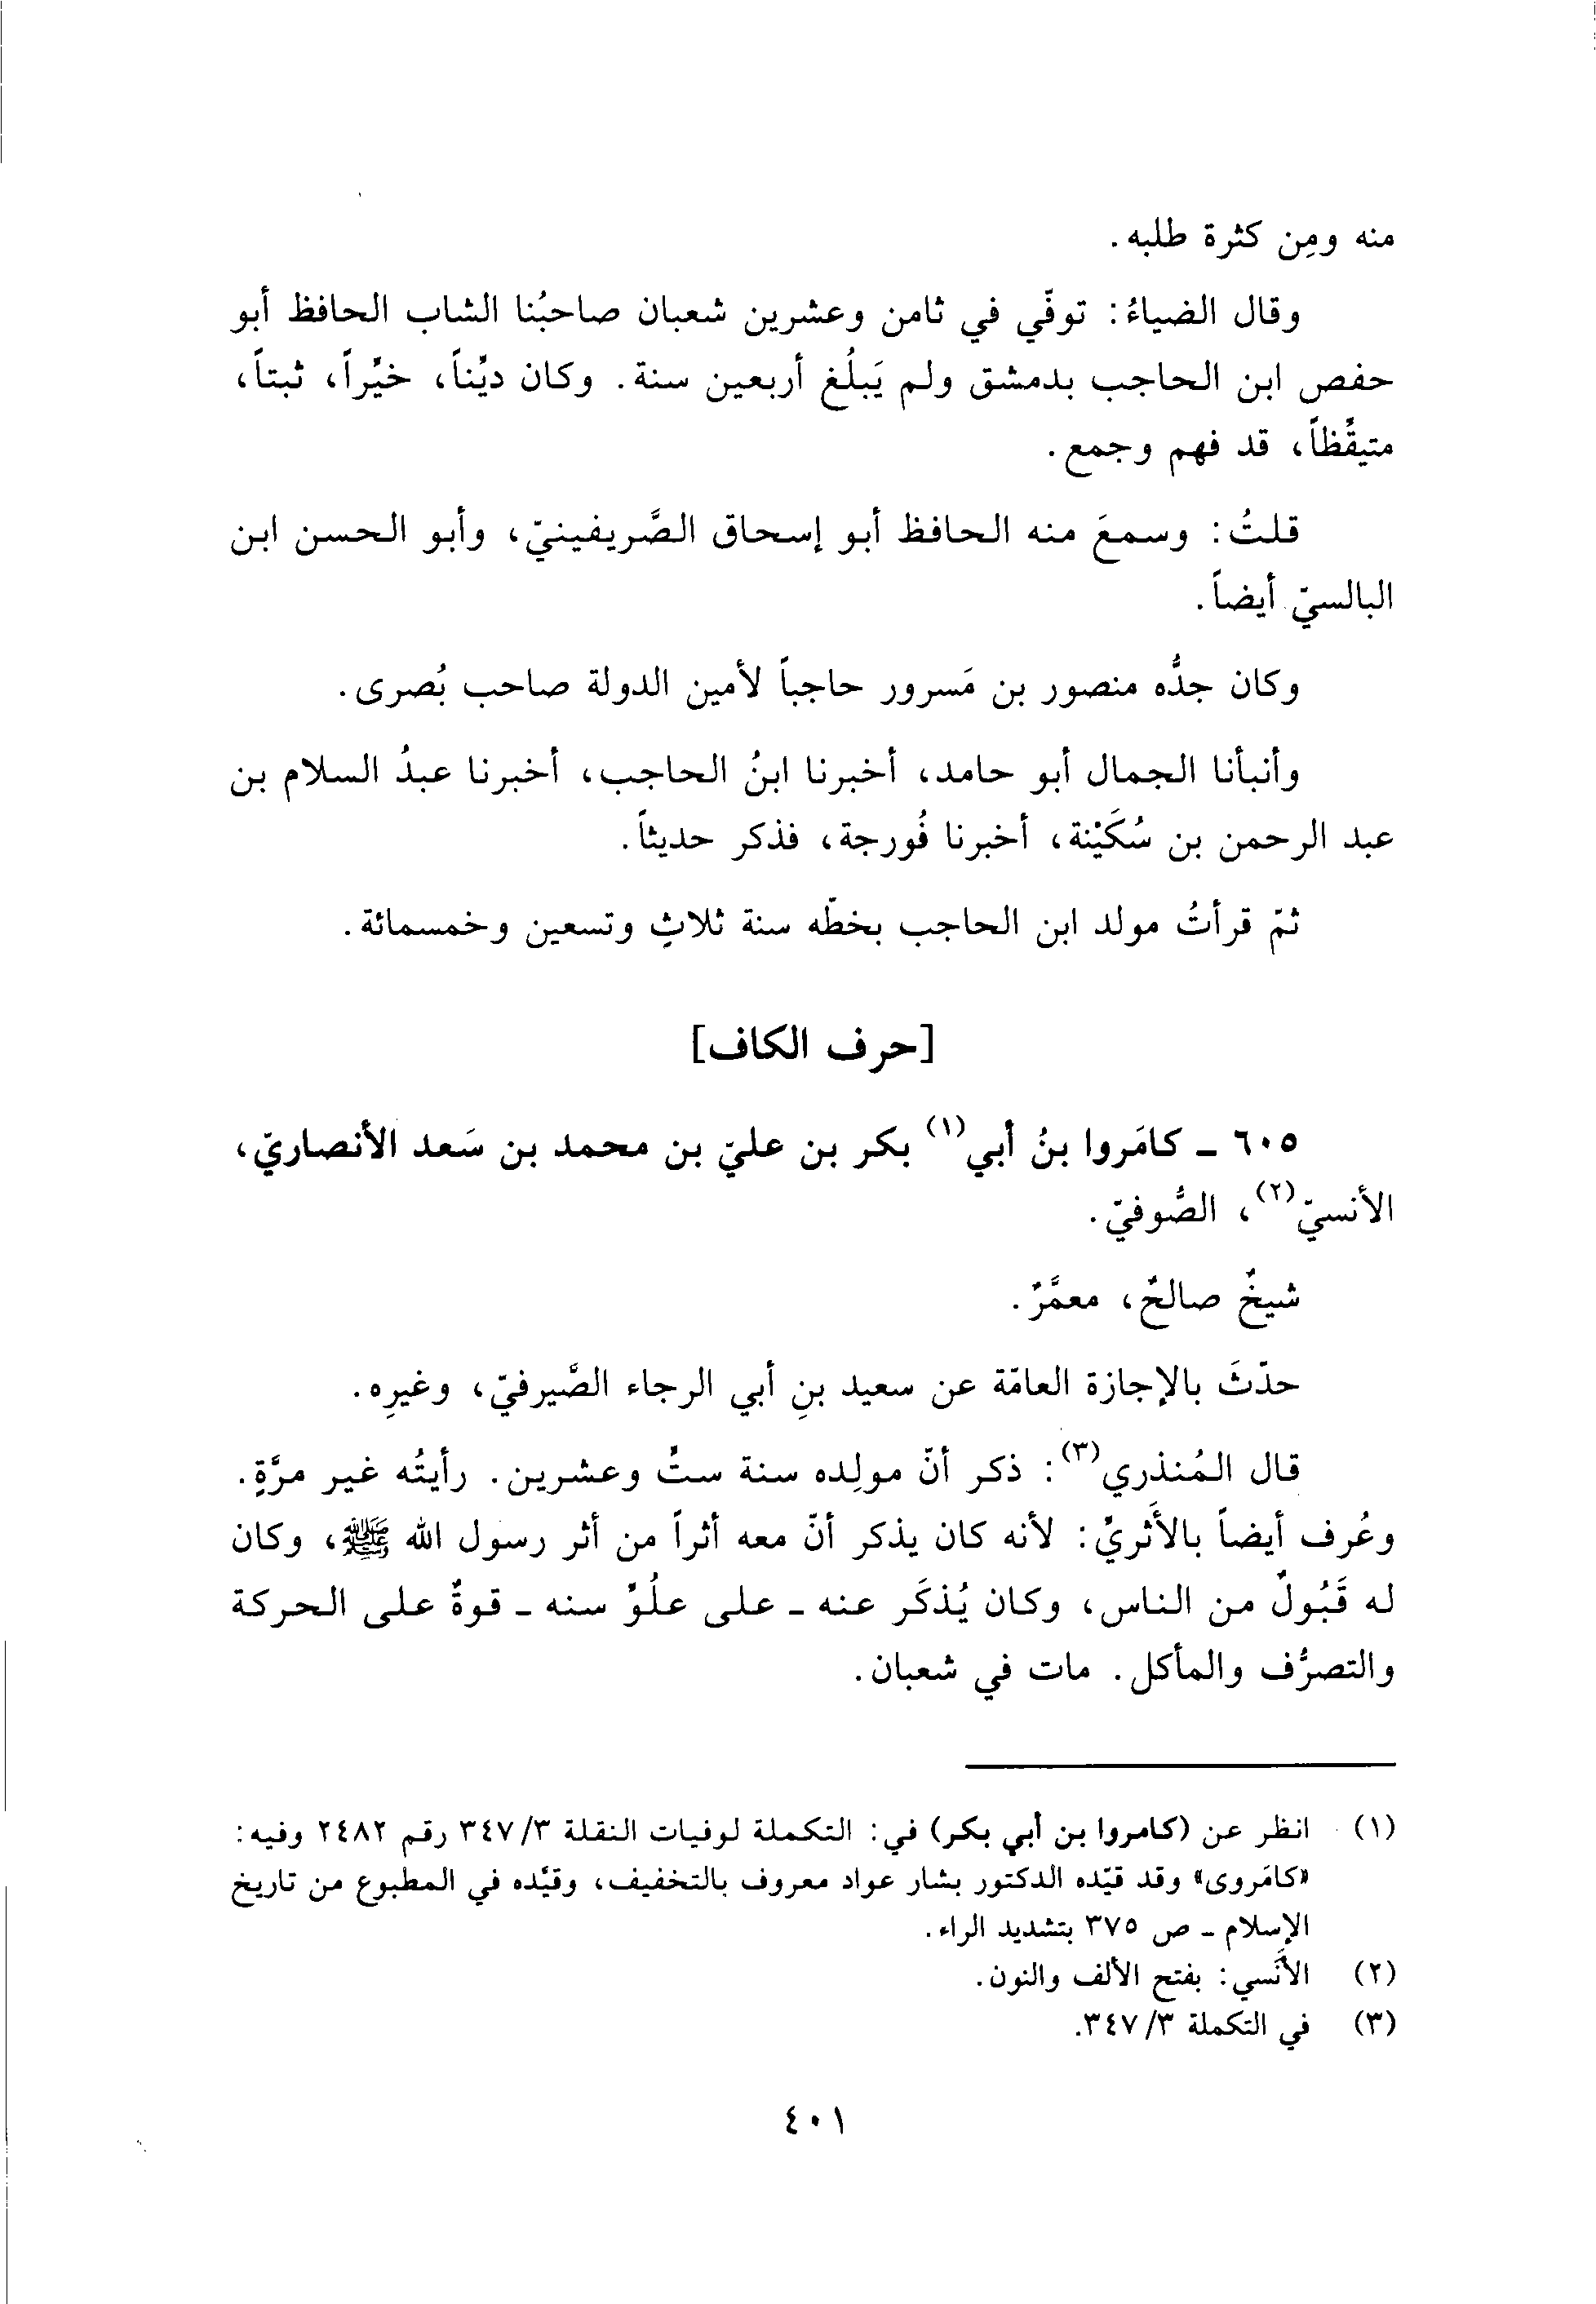 منه ومِن كثرة طلبه.
وقال الضياءُ: توفّي في ثامن وعشرين شعبان صاحبُنا الشاب الحافظ أبو
حفص ابن الحاجب بدمشق ولم يَبلُغ أربعين سنة. وكان ديِّناً، خيِّراً، ثبتاً،
متيقِّظاً، قد فهم وجمع.
قلتُ: وسمعَ منه الحافظ أبو إسحاق الصَّريفينيّ، وأبو الحسن ابن
البالسيّ أيضاً.
وكان جدُّه منصور بن مَسرور حاجباً لأمين الدولة صاحب بُصرى.
وأنبأنا الجمال أبو حامد، أخبرنا ابنُ الحاجب، أخبرنا عبدُ السلام بن
عبد الرحمن بن سُكَيْنة، أخبرنا فُورجة، فذكر حديثاً.
ثمّ قرأتُ مولد ابن الحاجب بخطّه سنة ثلاثٍ وتسعين وخمسمائة.
[حرف الكاف]
٦٠٥ ـ كامَروا بنُ أبي(١) بكر بن عليّ بن محمد بن سَعد الأنصاريّ،
الأنسيّ(٢)، الصُّوفيّ.
شيخٌ صالحٌ، معمَّرٌ.
حدّثَ بالإجازة العامّة عن سعيد بنِ أبي الرجاء الصَّيرفيّ، وغيرِه.
قال المُنذري(٣): ذكر أنّ مولِده سنة ستٍّ وعشرين. رأيتُه غير مرَّةٍ.
وعُرف أيضاً بالأَثريِّ: لأنه كان يذكر أنّ معه أثراً من أثر رسول الله ﷺ، وكان
له قَبُولٌ من الناس، وكان يُذكَر عنه ـ على علُوِّ سنه ـ قوةٌ على الحركة
والتصرُّف والمأكل. مات في شعبان.
(١) انظر عن (كامروا بن أبي بكر) في: التكملة لوفيات النقلة ٣٤٧/٣ رقم ٢٤٨٢ وفيه:
«كامَروى» وقد قيّده الدكتور بشار عواد معروف بالتخفيف، وقيَّده في المطبوع من تاريخ
الإسلام ـ ص ٣٧٥ بتشديد الراء.
(٢) الأَنَسي: بفتح الألف والنون.
(٣) في التكملة ٣٤٧/٣.
٤٠١